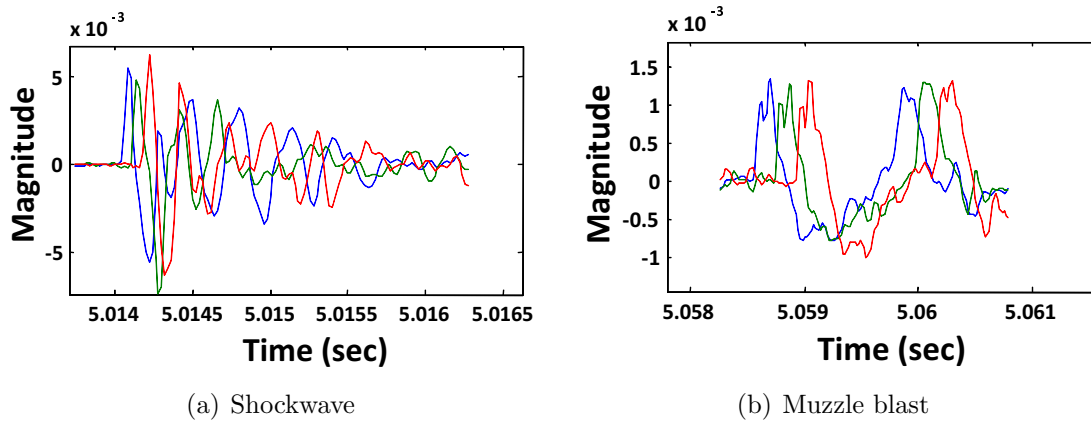 x 10 -3
5
0
-5
Magnitude
5.014 5.0145 5.015 5.0155 5.016 5.0165
Time (sec)
(a) Shockwave
x 10 -3
1.5
1
0.5
0
-0.5
-1
Magnitude
5.058 5.059 5.06 5.061
Time (sec)
(b) Muzzle blast